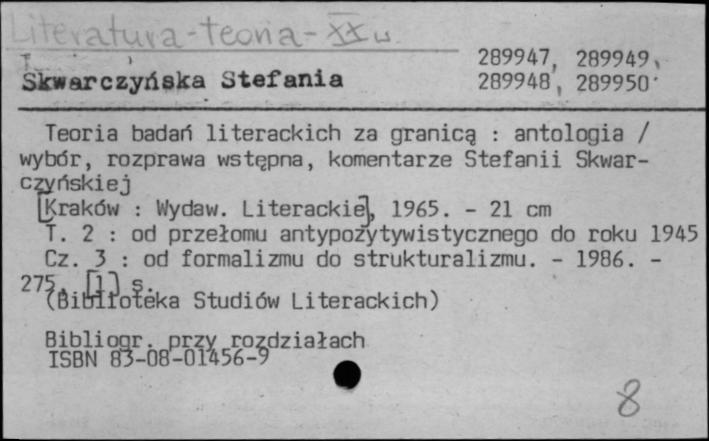 Literatura-teoria-XX w
289947, 289949,
Skwarczyńska Stefania
289948, 289950
Teoria badań literackich za granicą : antologia /
wybór, rozprawa wstępna, komentarze Stefanii Skwar-
czyńskiej
[Kraków : Wydaw. Literackie], 1965. - 21 cm
T. 2 : od przełomu antypozytywistycznego do roku 1945
Cz. 3 : od formalizmu do strukturalizmu. - 1986. -
275, [1] s.
(Biblioteka Studiów Literackich)
Bibliogr. przy rozdziałach
ISBN 83-08-01456-9
8